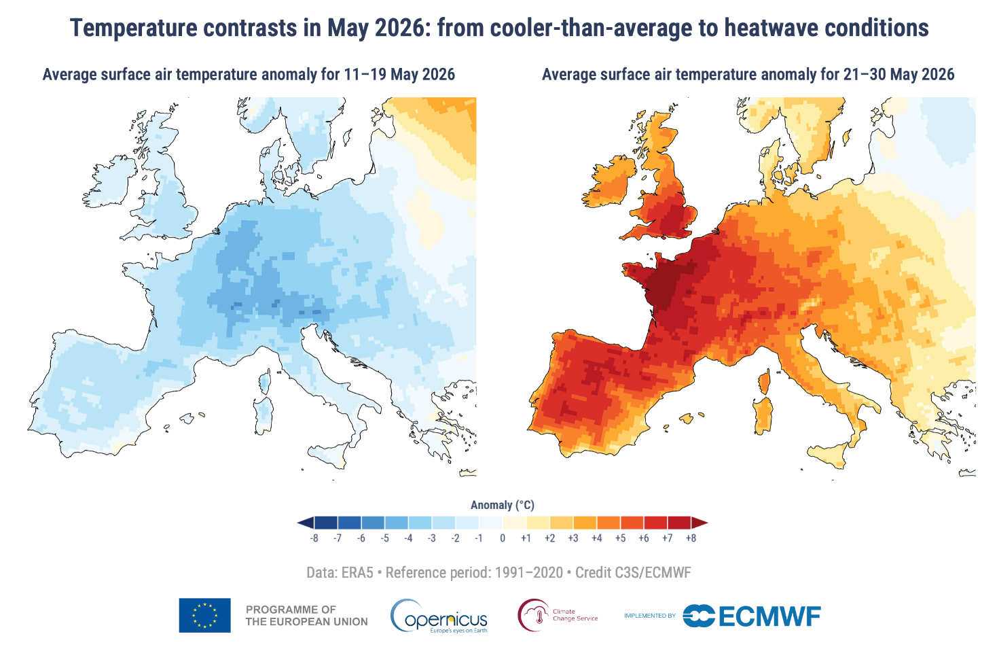 Temperature contrasts in May 2026: from cooler-than-average to heatwave conditions
Average surface air temperature anomaly for 11–19 May 2026
Average surface air temperature anomaly for 21–30 May 2026
Anomaly (°C)
-8 -7 -6 -5 -4 -3 -2 -1 0 +1 +2 +3 +4 +5 +6 +7 +8
Data: ERA5 • Reference period: 1991–2020 • Credit C3S/ECMWF
PROGRAMME OF
THE EUROPEAN UNION
opernicus
Europe's eyes on Earth
Climate
Change Service
IMPLEMENTED BY
ECMWF